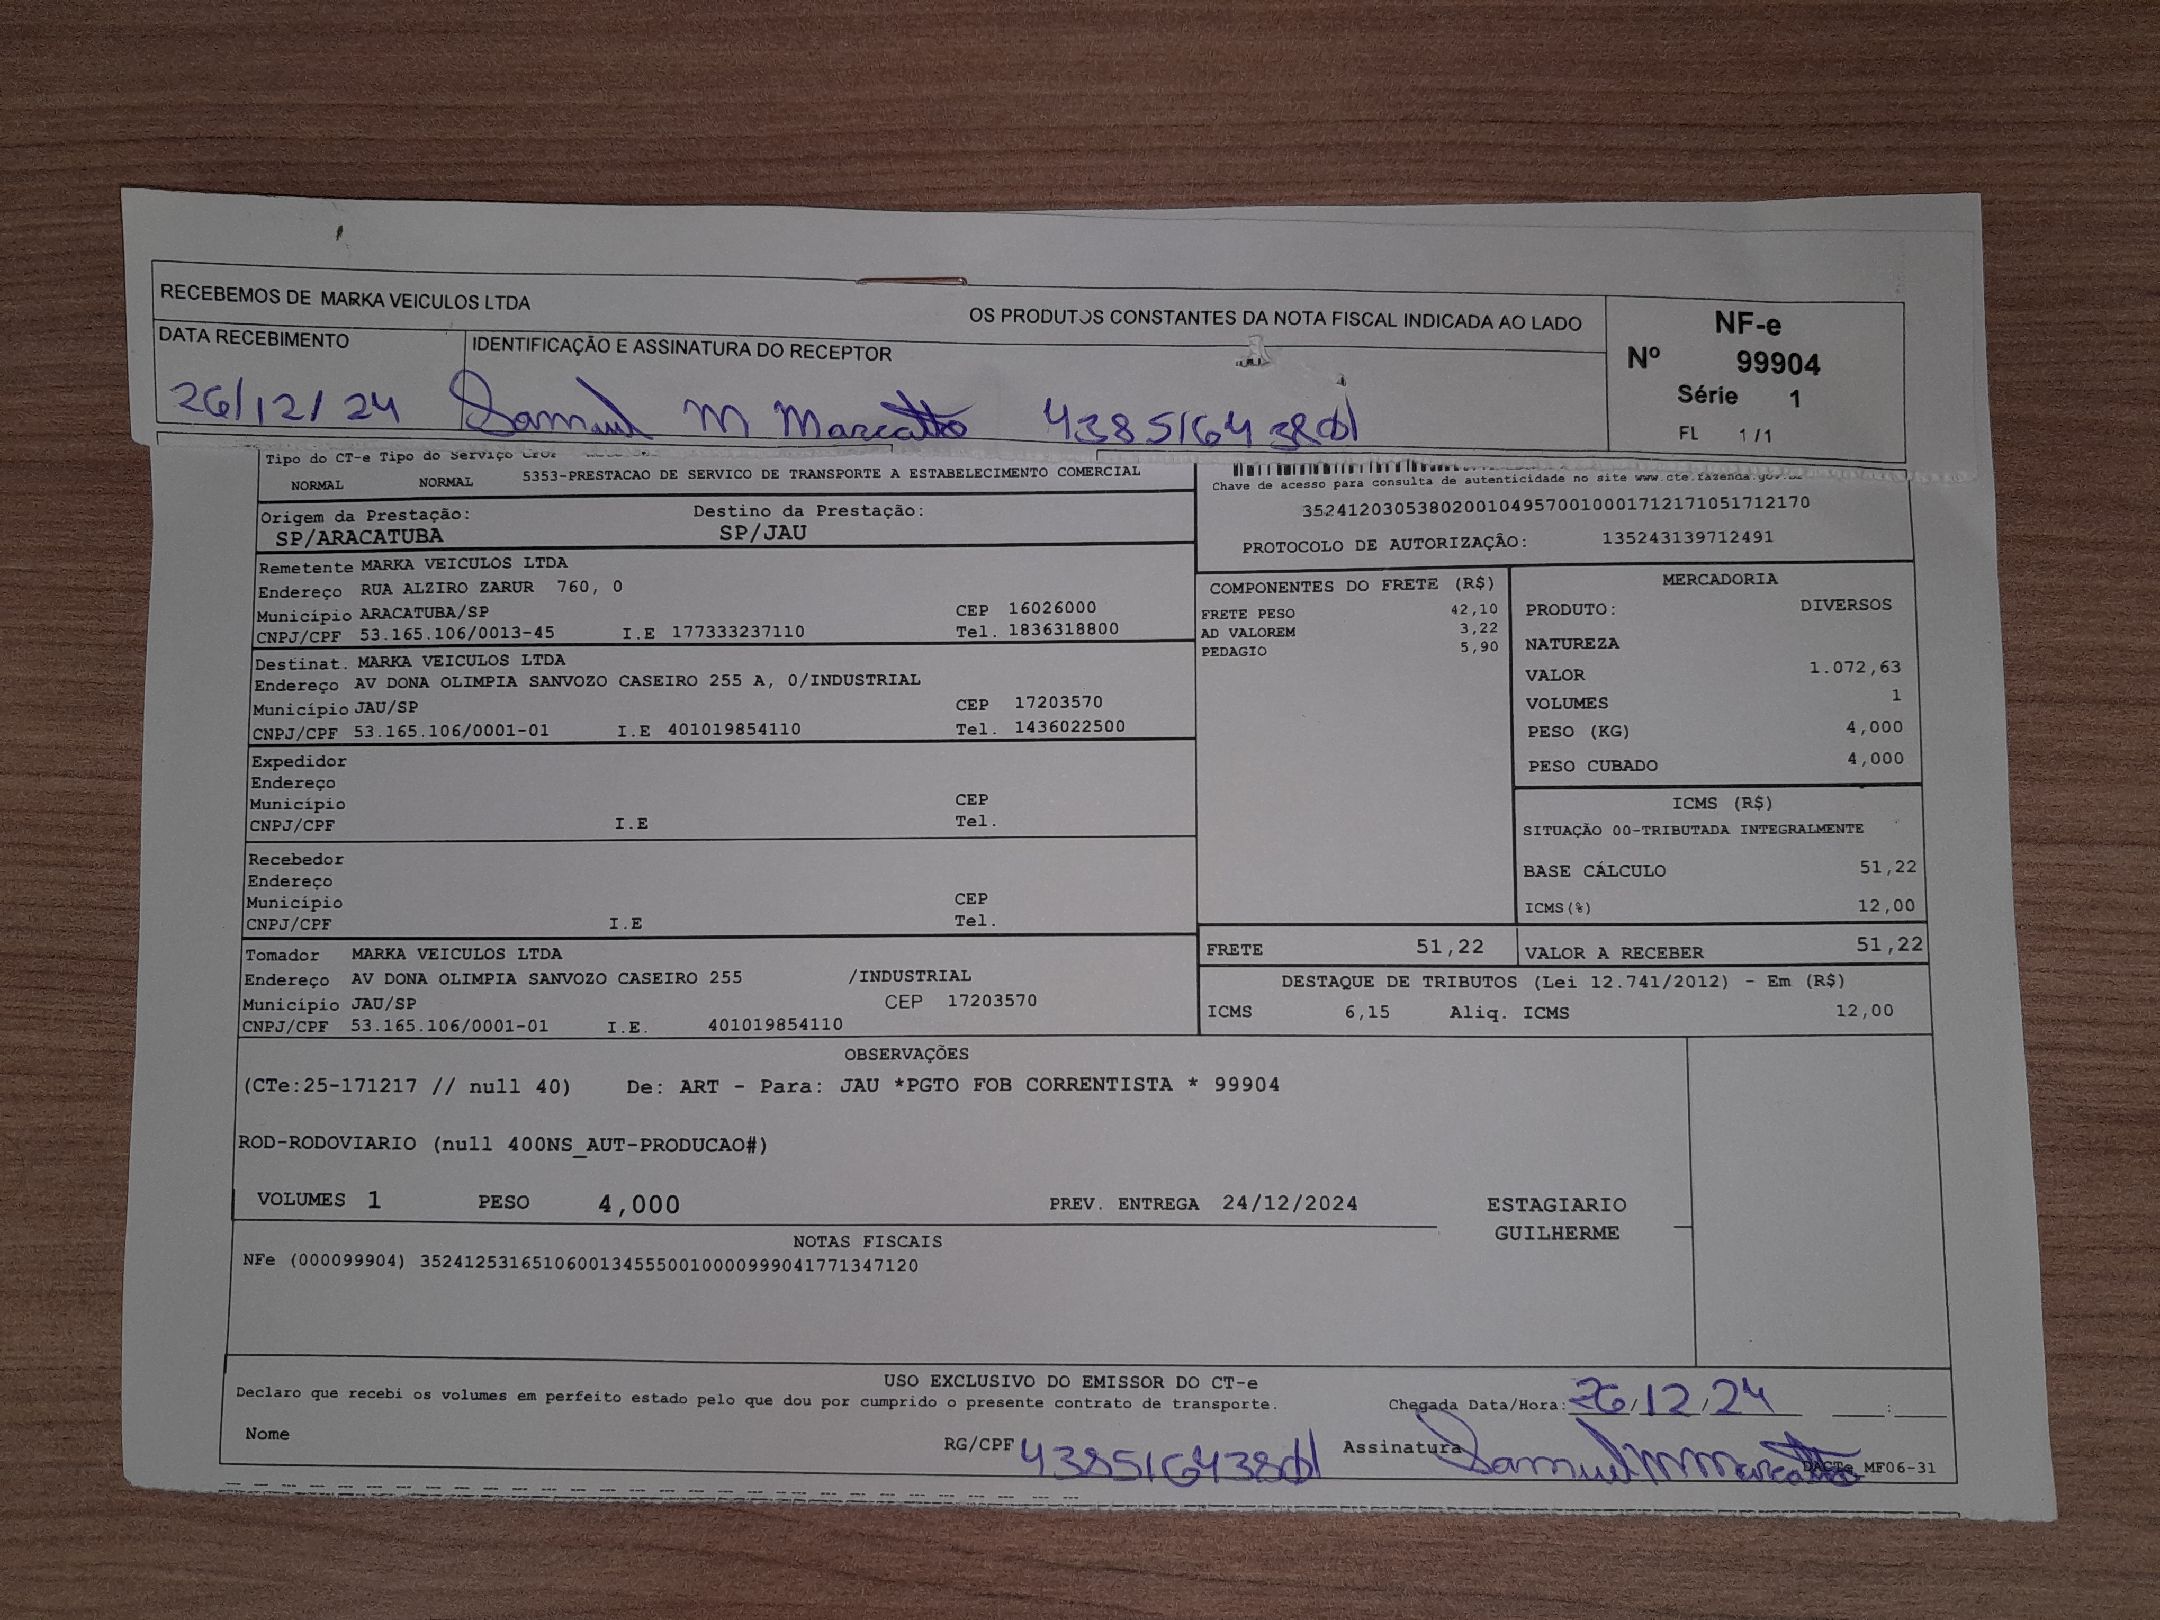 RECEBEMOS DE MARKA VEICULOS LTDA OS PRODUTOS CONSTANTES DA NOTA FISCAL INDICADA AO LADO
NF-e
Nº 99904
Série 1
FL 1/1
DATA RECEBIMENTO IDENTIFICAÇÃO E ASSINATURA DO RECEPTOR
26/12/24 Samuel M Marcatto
Tipo do CT-e Tipo do Serviço CFOP
NORMAL NORMAL 5353-PRESTACAO DE SERVICO DE TRANSPORTE A ESTABELECIMENTO COMERCIAL
Chave de acesso para consulta de autenticidade no site www.cte.fazenda.gov.br
35241203053802001049570010001712171051712170
PROTOCOLO DE AUTORIZAÇÃO: 135243139712491
Origem da Prestação: Destino da Prestação:
SP/ARACATUBA SP/JAU
Remetente MARKA VEICULOS LTDA
Endereço RUA ALZIRO ZARUR 760, 0
Município ARACATUBA/SP CEP 16026000
CNPJ/CPF 53.165.106/0013-45 I.E 177333237110 Tel. 1836318800
Destinat. MARKA VEICULOS LTDA
Endereço AV DONA OLIMPIA SANVOZO CASEIRO 255 A, 0/INDUSTRIAL
Município JAU/SP CEP 17203570
CNPJ/CPF 53.165.106/0001-01 I.E 401019854110 Tel. 1436022500
Expedidor
Endereço
Município CEP
CNPJ/CPF I.E Tel.
Recebedor
Endereço
Município CEP
CNPJ/CPF I.E Tel.
Tomador MARKA VEICULOS LTDA
Endereço AV DONA OLIMPIA SANVOZO CASEIRO 255 /INDUSTRIAL
Município JAU/SP CEP 17203570
CNPJ/CPF 53.165.106/0001-01 I.E. 401019854110
COMPONENTES DO FRETE (R$)
FRETE PESO 42,10
AD VALOREM 3,22
PEDAGIO 5,90
MERCADORIA
PRODUTO: DIVERSOS
NATUREZA
VALOR 1.072,63
VOLUMES 1
PESO (KG) 4,000
PESO CUBADO 4,000
ICMS (R$)
SITUAÇÃO 00-TRIBUTADA INTEGRALMENTE
BASE CÁLCULO 51,22
ICMS(%) 12,00
FRETE 51,22 VALOR A RECEBER 51,22
DESTAQUE DE TRIBUTOS (Lei 12.741/2012) - Em (R$)
ICMS 6,15 Aliq. ICMS 12,00
OBSERVAÇÕES
(CTe:25-171217 // null 40) De: ART - Para: JAU *PGTO FOB CORRENTISTA * 99904
ROD-RODOVIARIO (null 400NS_AUT-PRODUCAO#)
VOLUMES 1 PESO 4,000 PREV. ENTREGA 24/12/2024 ESTAGIARIO
GUILHERME
NOTAS FISCAIS
NFe (000099904) 35241253165106001345550010000999041771347120
USO EXCLUSIVO DO EMISSOR DO CT-e
Declaro que recebi os volumes em perfeito estado pelo que dou por cumprido o presente contrato de transporte. Chegada Data/Hora: 26/12/24 __:__
Nome RG/CPF Assinatura Samuel M Marcatto DACTe MF06-31